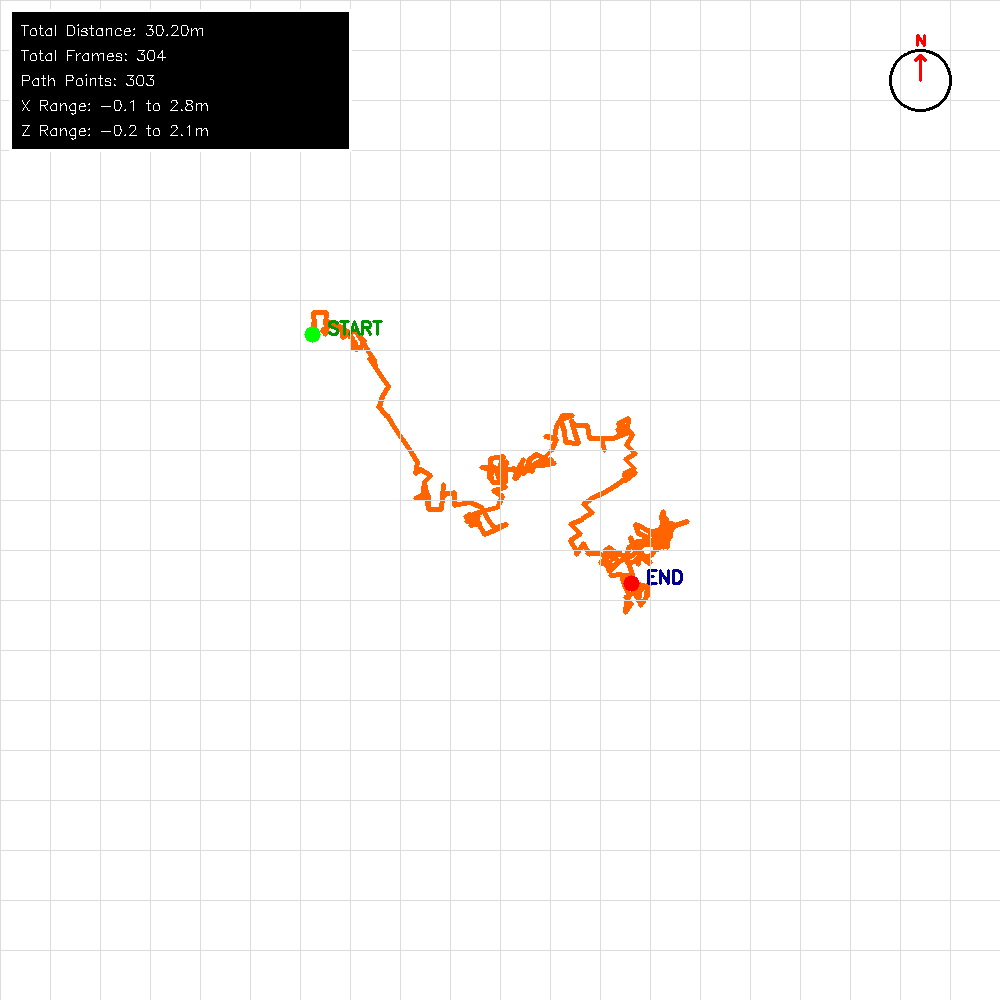 Total Distance: 30.20m
Total Frames: 304
Path Points: 303
X Range: −0.1 to 2.8m
Z Range: −0.2 to 2.1m
N
START
END